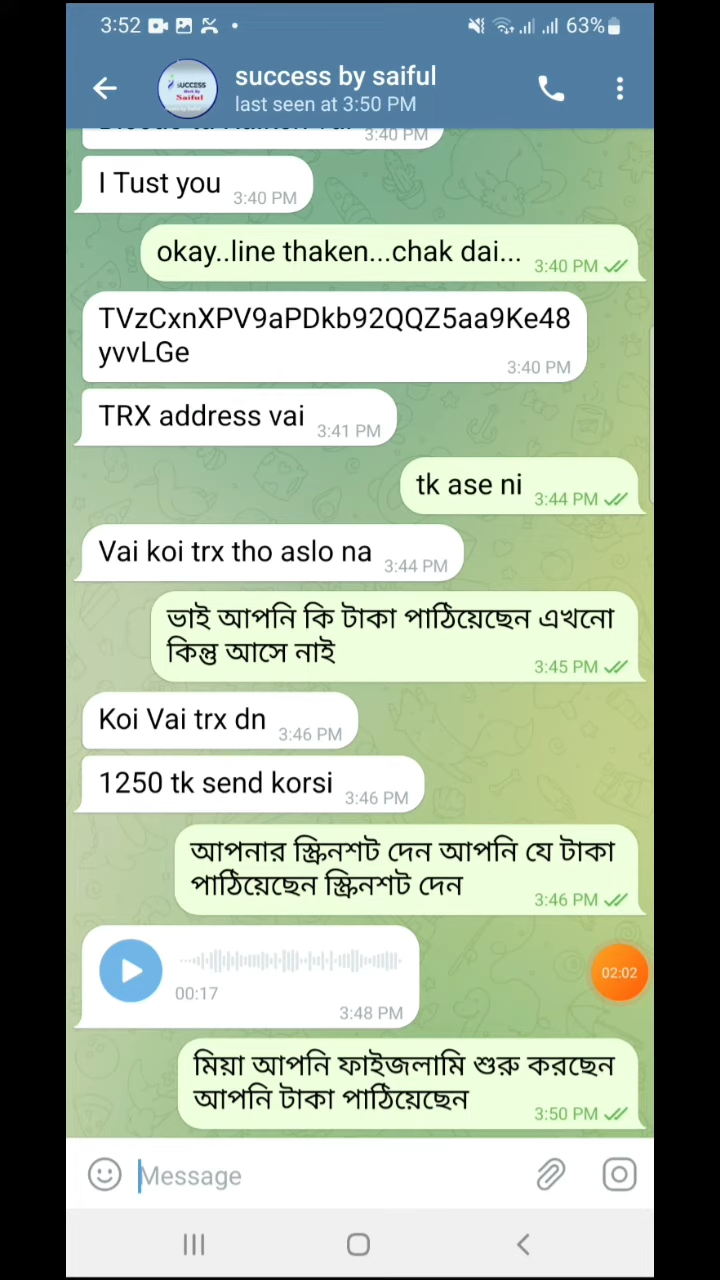 3:52
63%
success by saiful
last seen at 3:50 PM
SUCCESS
Saiful
3:40 PM
I Tust you
3:40 PM
okay..line thaken...chak dai...
3:40 PM
TVzCxnXPV9aPDkb92QQZ5aa9Ke48
yvvLGe
3:40 PM
TRX address vai
3:41 PM
tk ase ni
3:44 PM
Vai koi trx tho aslo na
3:44 PM
ভাই আপনি কি টাকা পাঠিয়েছেন এখনো
কিন্তু আসে নাই
3:45 PM
Koi Vai trx dn
3:46 PM
1250 tk send korsi
3:46 PM
আপনার স্ক্রিনশট দেন আপনি যে টাকা
পাঠিয়েছেন স্ক্রিনশট দেন
3:46 PM
00:17
3:48 PM
02:02
মিয়া আপনি ফাইজলামি শুরু করছেন
আপনি টাকা পাঠিয়েছেন
3:50 PM
Message